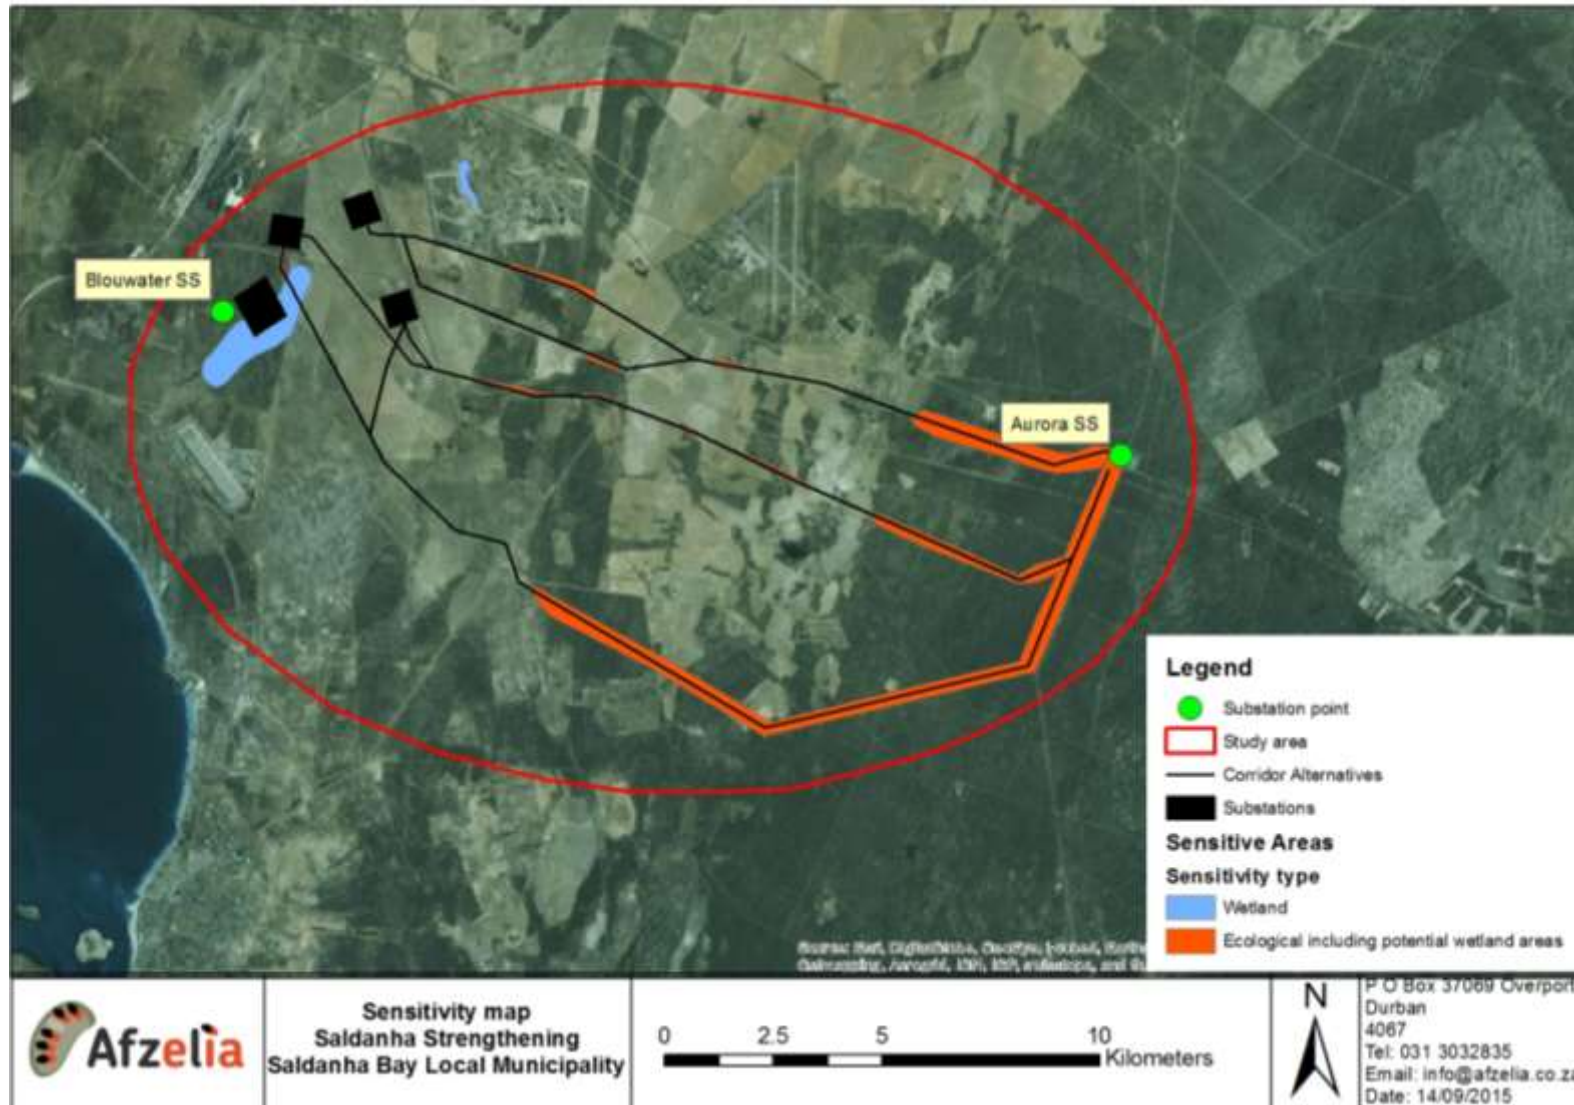 Blouwater SS
Aurora SS
Legend
Substation point
Study area
Corridor Alternatives
Substations
Sensitive Areas
Sensitivity type
Wetland
Ecological including potential wetland areas
Afzelia
Sensitivity map
Saldanha Strengthening
Saldanha Bay Local Municipality
0 2.5 5 10
Kilometers
N
P O Box 37069 Overport
Durban
4067
Tel: 031 3032835
Email: info@afzelia.co.za
Date: 14/09/2015